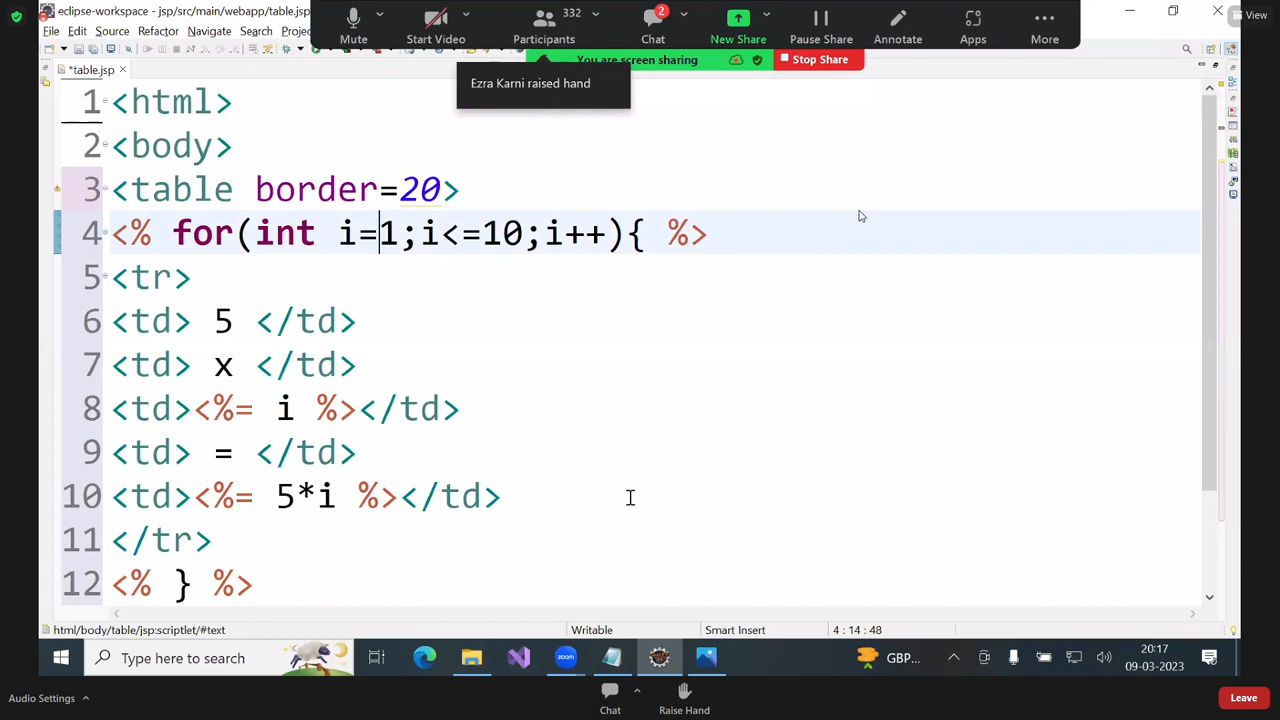 eclipse-workspace - jsp/src/main/webapp/table.jsp
File Edit Source Refactor Navigate Search
Mute
Start Video
332
Participants
2
Chat
New Share
Pause Share
Annotate
Apps
More
View
You are screen sharing
Stop Share
Ezra Karni raised hand
*table.jsp
1 <html>
2 <body>
3 <table border=20>
4 <% for(int i=1;i<=10;i++){ %>
5 <tr>
6 <td> 5 </td>
7 <td> x </td>
8 <td><%= i %></td>
9 <td> = </td>
10 <td><%= 5*i %></td>
11 </tr>
12 <% } %>
html/body/table/jsp:scriptlet/#text
Writable
Smart Insert
4 : 14 : 48
Type here to search
zoom
GBP...
20:17
09-03-2023
Audio Settings
Chat
Raise Hand
Leave